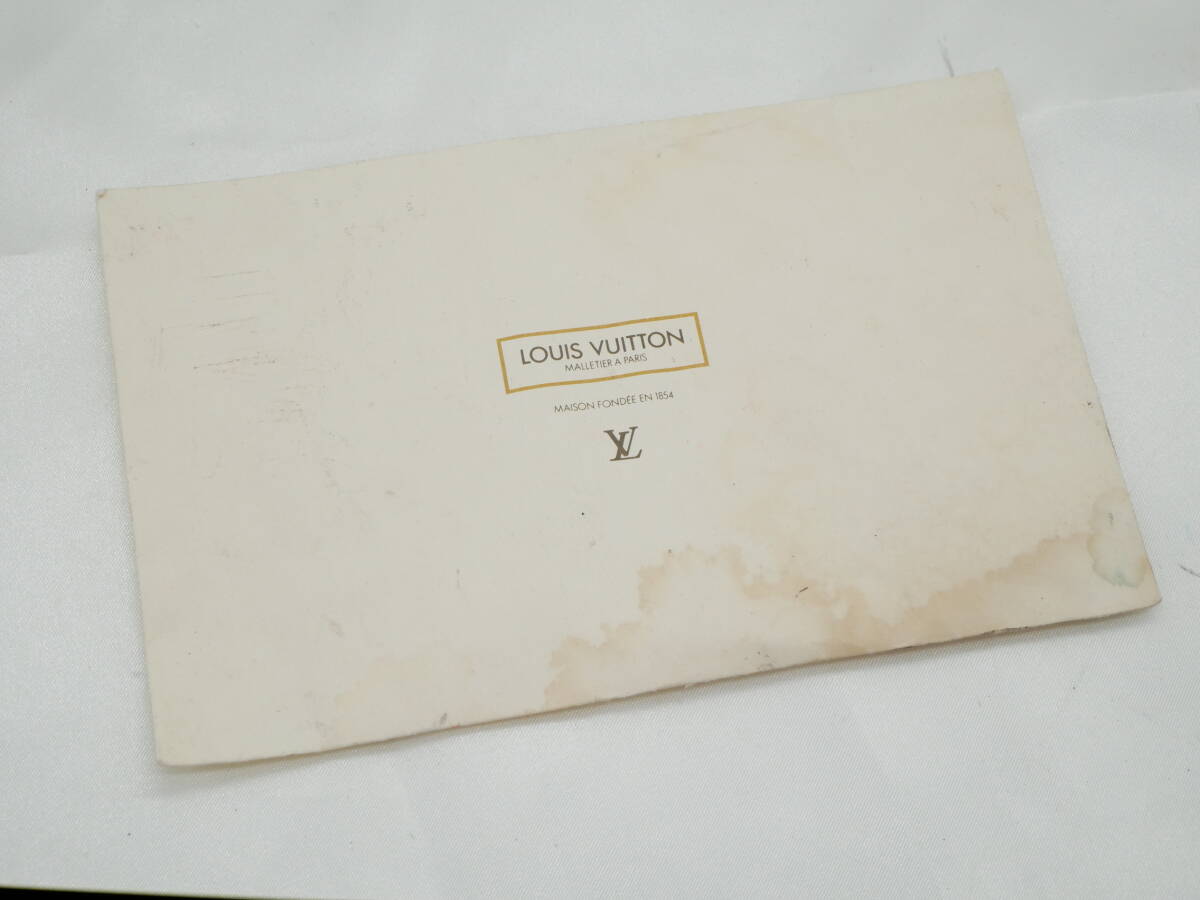 LOUIS VUITTON
MALLETIER A PARIS
MAISON FONDÉE EN 1854
LV